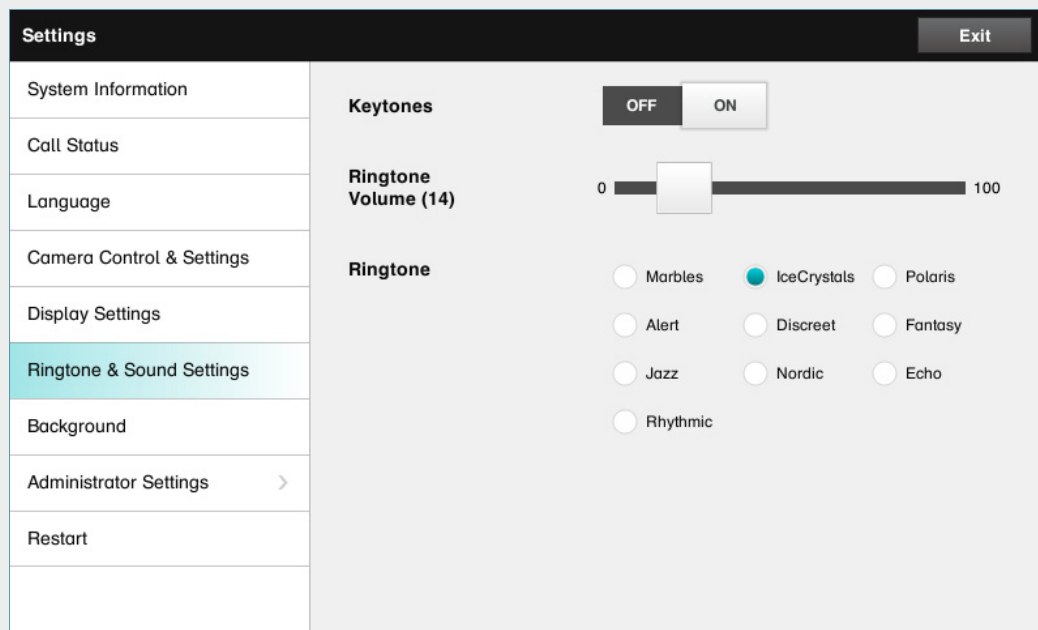 Settings
Exit
System Information
Call Status
Language
Camera Control & Settings
Display Settings
Ringtone & Sound Settings
Background
Administrator Settings
Restart
Keytones
OFF ON
Ringtone
Volume (14)
0 100
Ringtone
Marbles IceCrystals Polaris
Alert Discreet Fantasy
Jazz Nordic Echo
Rhythmic